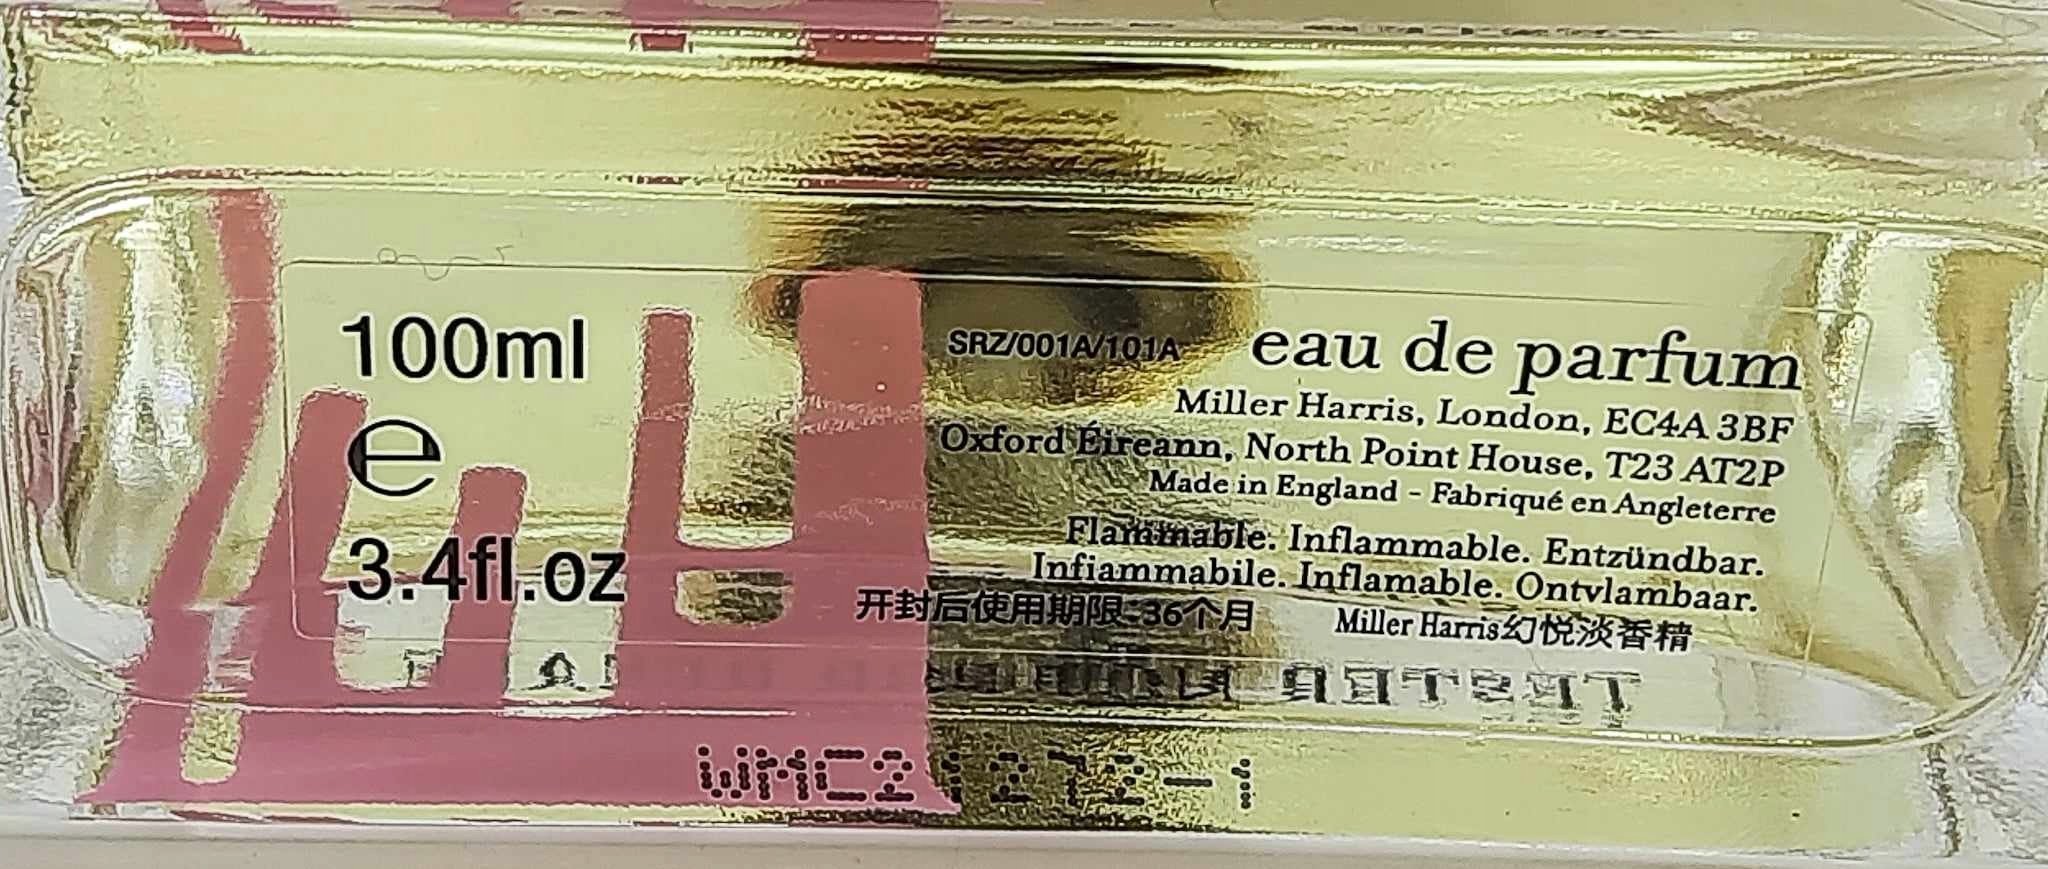 100ml
e
3.4fl.oz
SRZ/001A/101A
eau de parfum
Miller Harris, London, EC4A 3BF
Oxford Éireann, North Point House, T23 AT2P
Made in England - Fabriqué en Angleterre
Flammable. Inflammable. Entzündbar.
Infiammabile. Inflamable. Ontvlambaar.
开封后使用期限:36个月
Miller Harris幻悦淡香精